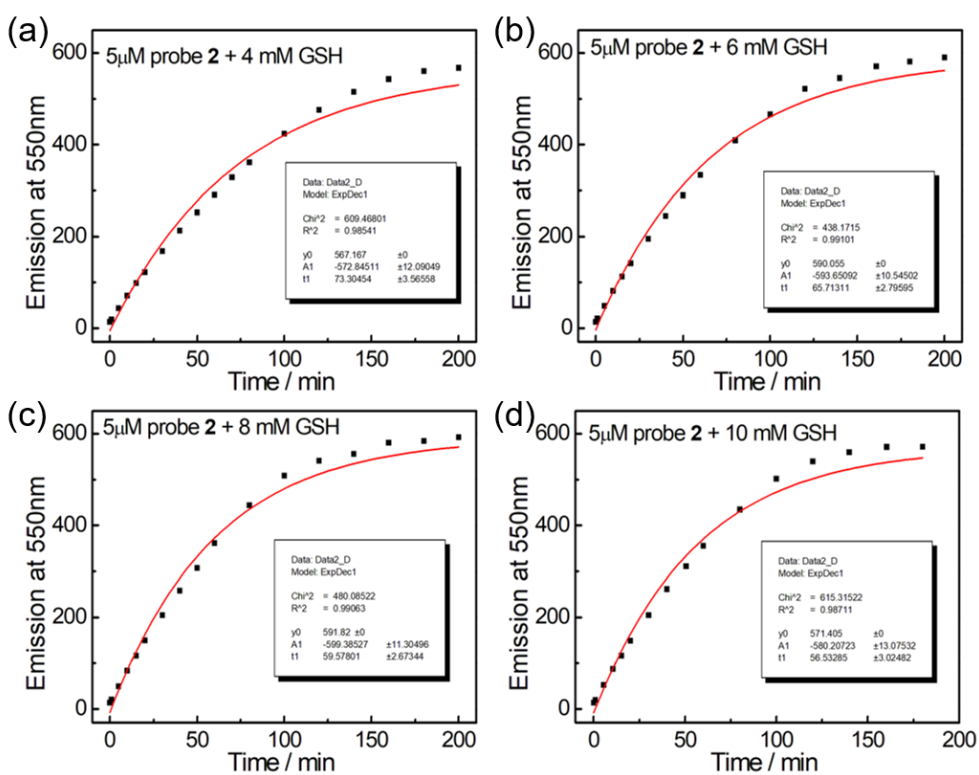 (a)
5μM probe 2 + 4 mM GSH
Emission at 550nm
600
400
200
0
Data: Data2_D
Model: ExpDec1
Chi^2 = 609.46801
R^2 = 0.98541
y0 567.167 ±0
A1 -572.84511 ±12.09049
t1 73.30454 ±3.56558
0 50 100 150 200
Time / min
(b)
5μM probe 2 + 6 mM GSH
Emission at 550nm
600
400
200
0
Data: Data2_D
Model: ExpDec1
Chi^2 = 438.1715
R^2 = 0.99101
y0 590.055 ±0
A1 -593.65092 ±10.54502
t1 65.71311 ±2.79595
0 50 100 150 200
Time / min
(c)
5μM probe 2 + 8 mM GSH
Emission at 550nm
600
400
200
0
Data: Data2_D
Model: ExpDec1
Chi^2 = 480.08522
R^2 = 0.99063
y0 591.82 ±0
A1 -599.38527 ±11.30496
t1 59.57801 ±2.67344
0 50 100 150 200
Time / min
(d)
5μM probe 2 + 10 mM GSH
Emission at 550nm
600
400
200
0
Data: Data2_D
Model: ExpDec1
Chi^2 = 615.31522
R^2 = 0.98711
y0 571.405 ±0
A1 -580.20723 ±13.07532
t1 56.53285 ±3.02482
0 50 100 150 200
Time / min